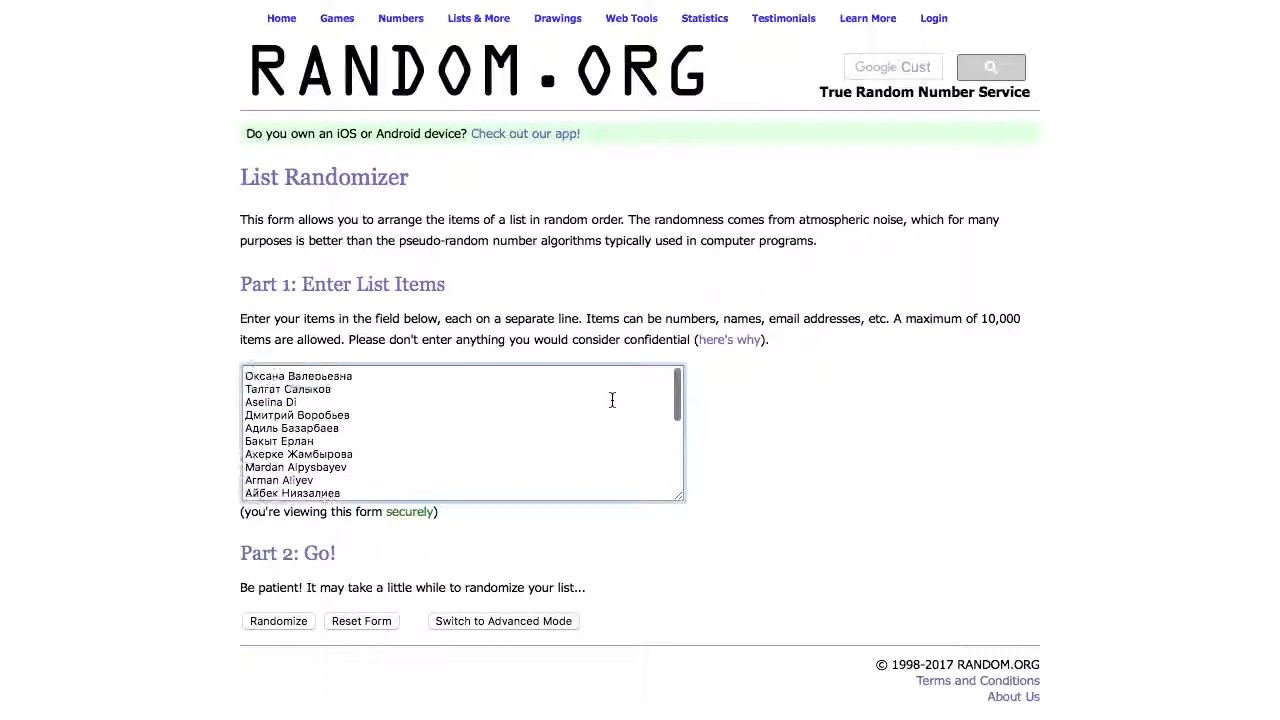 Home Games Numbers Lists & More Drawings Web Tools Statistics Testimonials Learn More Login
RANDOM.ORG
Google Cust
True Random Number Service
Do you own an iOS or Android device? Check out our app!
List Randomizer
This form allows you to arrange the items of a list in random order. The randomness comes from atmospheric noise, which for many
purposes is better than the pseudo-random number algorithms typically used in computer programs.
Part 1: Enter List Items
Enter your items in the field below, each on a separate line. Items can be numbers, names, email addresses, etc. A maximum of 10,000
items are allowed. Please don't enter anything you would consider confidential (here's why).
Оксана Валерьевна
Талгат Салыков
Aselina Di
Дмитрий Воробьев
Адиль Базарбаев
Бакыт Ерлан
Акерке Жамбырова
Mardan Alpysbayev
Arman Aliyev
Айбек Ниязалиев
(you're viewing this form securely)
Part 2: Go!
Be patient! It may take a little while to randomize your list...
Randomize Reset Form Switch to Advanced Mode
© 1998-2017 RANDOM.ORG
Terms and Conditions
About Us